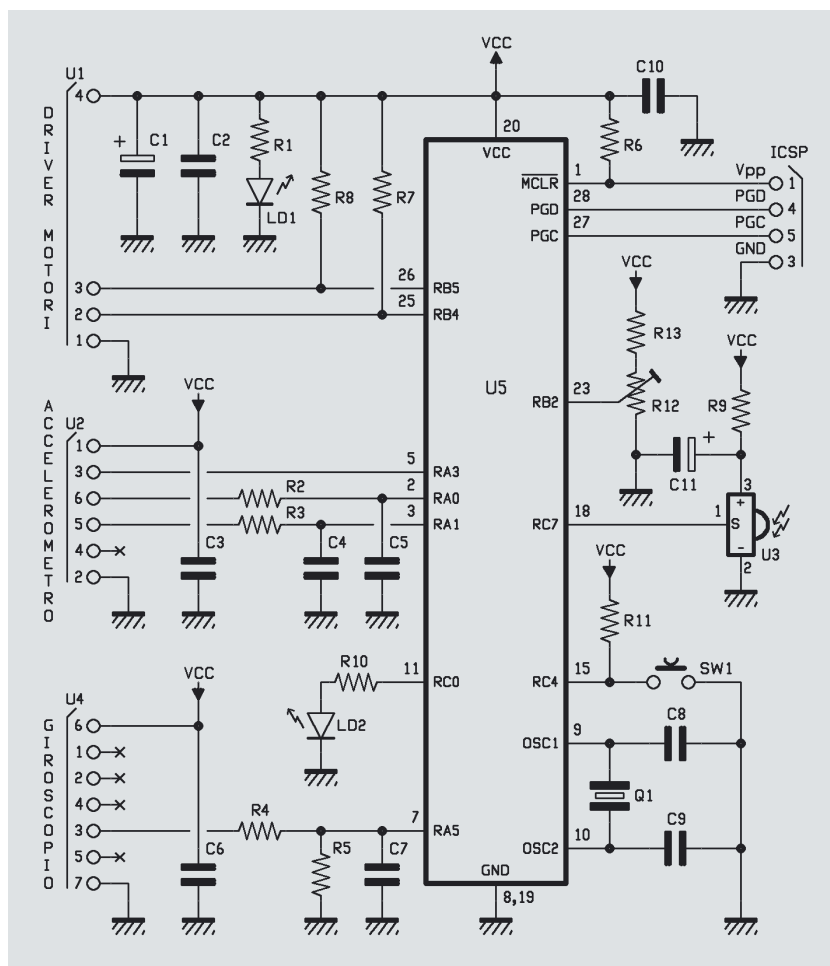 VCC
U1
4
C10
+ C1
C2
R1
20
R6
VCC
ICSP
DRIVER MOTORI
LD1
R8
R7
MCLR
1
Vpp
1
PGD
28
PGD
4
PGC
27
PGC
5
GND
3
3
26
RB5
VCC
2
25
RB4
1
R13
VCC
U5
VCC
RB2
23
R12
R9
ACCELEROMETRO
U2
1
+
3
5
RA3
C11
6
R2
2
RA0
3
5
R3
3
RA1
RC7
18
1
S
+
-
U3
4
C3
C4
C5
VCC
2
2
R11
R10
11
RC0
RC4
15
SW1
VCC
U4
LD2
9
C8
GIROSCOPIO
6
OSC1
1
2
Q1
4
R4
7
C9
3
RA5
10
5
C6
R5
C7
OSC2
7
GND
8,19